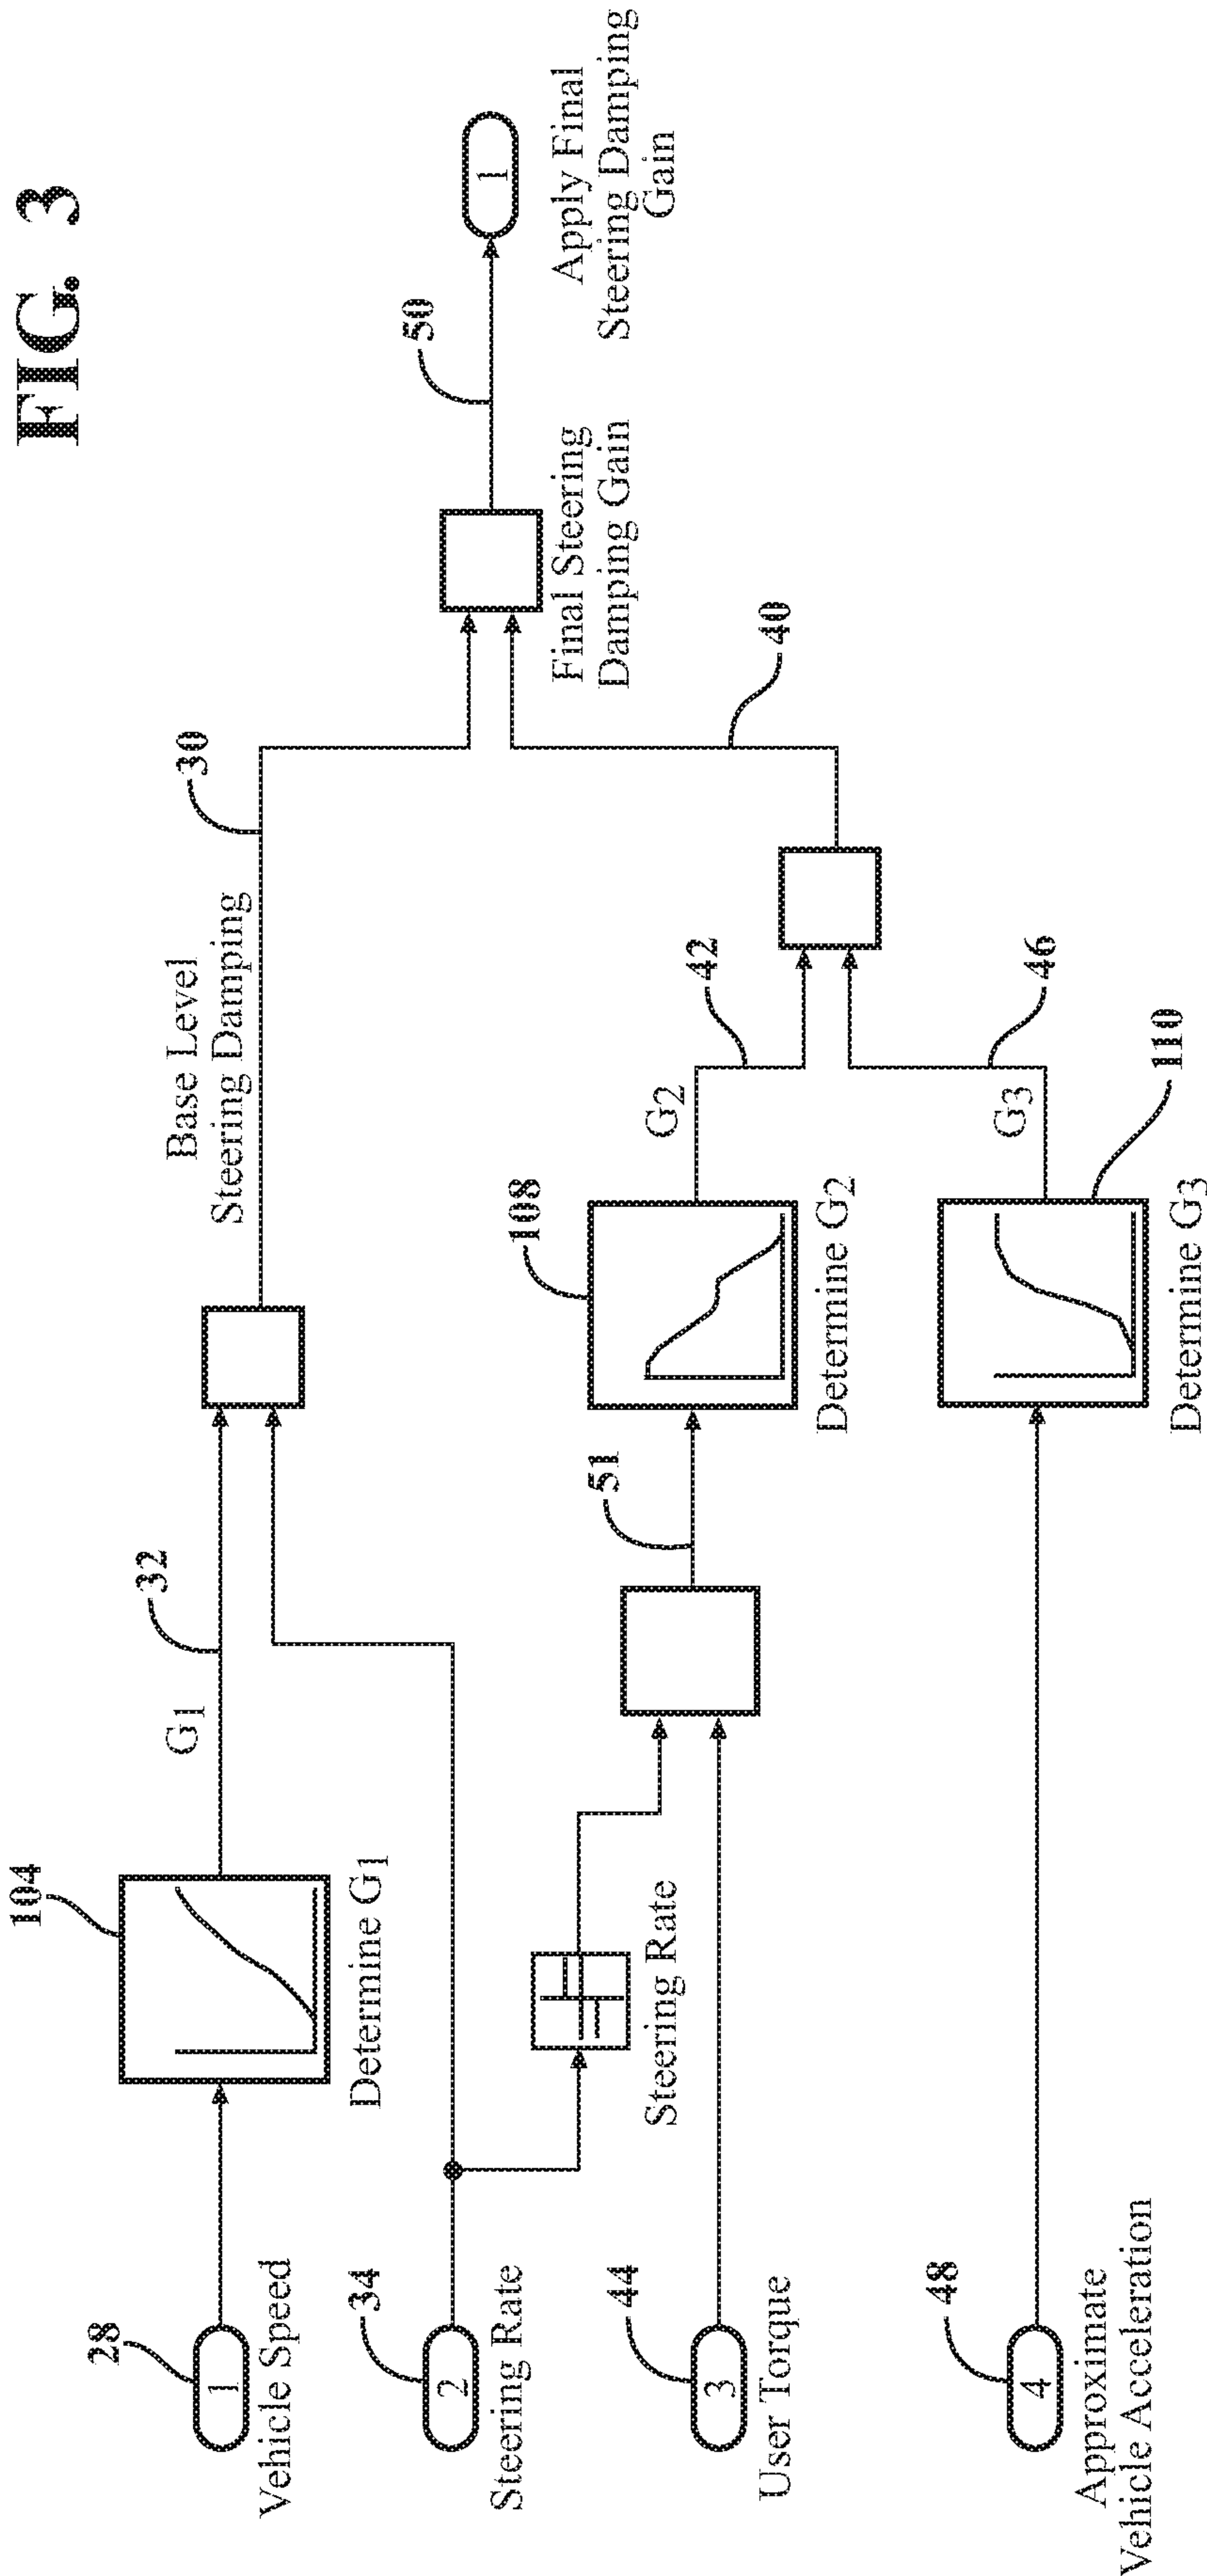 FIG. 3
104
28
1
Vehicle Speed
Determine G1
G1
32
Base Level
Steering Damping
30
34
2
Steering Rate
Steering Rate
44
3
User Torque
51
108
Determine G2
G2
42
48
4
Approximate
Vehicle Acceleration
110
Determine G3
G3
46
40
Final Steering
Damping Gain
50
1
Apply Final
Steering Damping
Gain